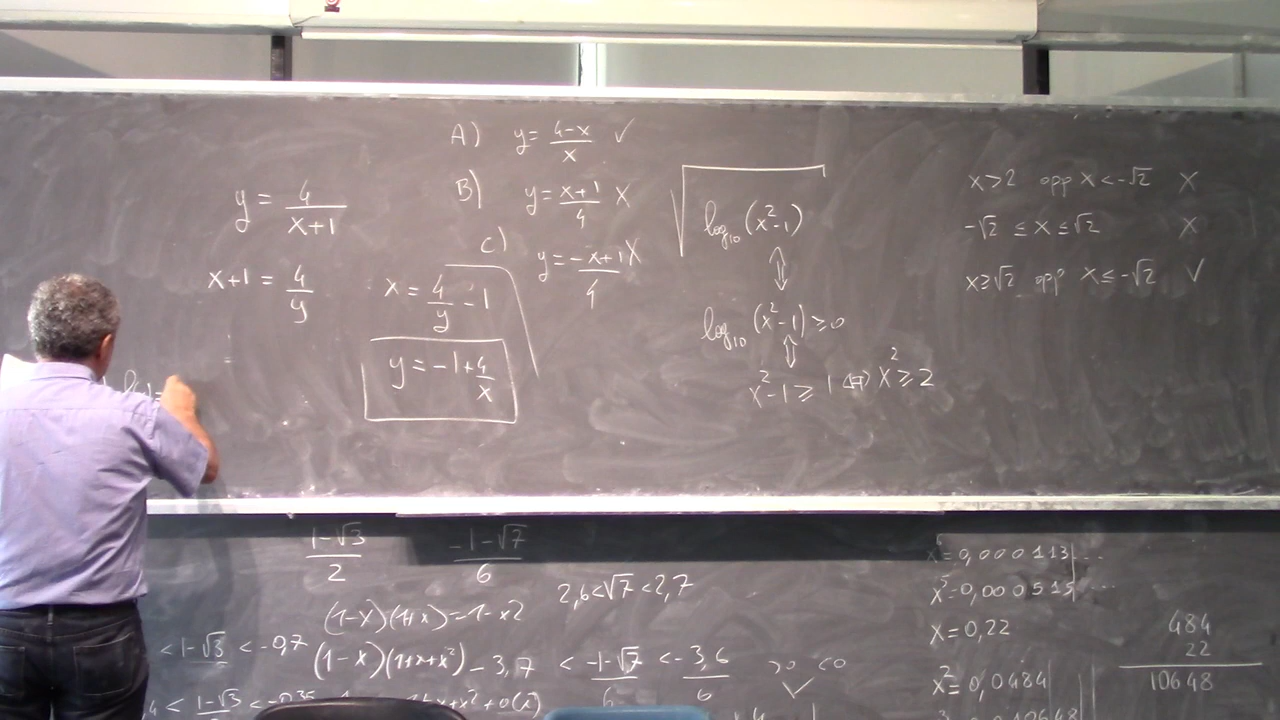 y = 4/(x+1)
x+1 = 4/y
x = 4/y - 1
y = -1 + 4/x
A) y = (4-x)/x ✓
B) y = (x+1)/4 X
C) y = (-x+1)/4 X
√ log₁₀(x²-1)
⇕
log₁₀(x²-1) ≥ 0
⇕
x²-1 ≥ 1 ⇔ x² ≥ 2
x>2 opp x<-√2 X
-√2 ≤ x ≤ √2 X
x≥√2 opp x≤-√2 ✓
(1-√3)/2
(-1-√7)/6
(1-x)(1+x)=1-x2
2,6<√7<2,7
< 1-√3 < -0,7
(1-x)(1+x+x²)
-3,17 < (-1-√7)/6 < -3,6/6
>0 <0
=0,000113...
=0,000515...
x=0,22
x²=0,0484
484
22
10648